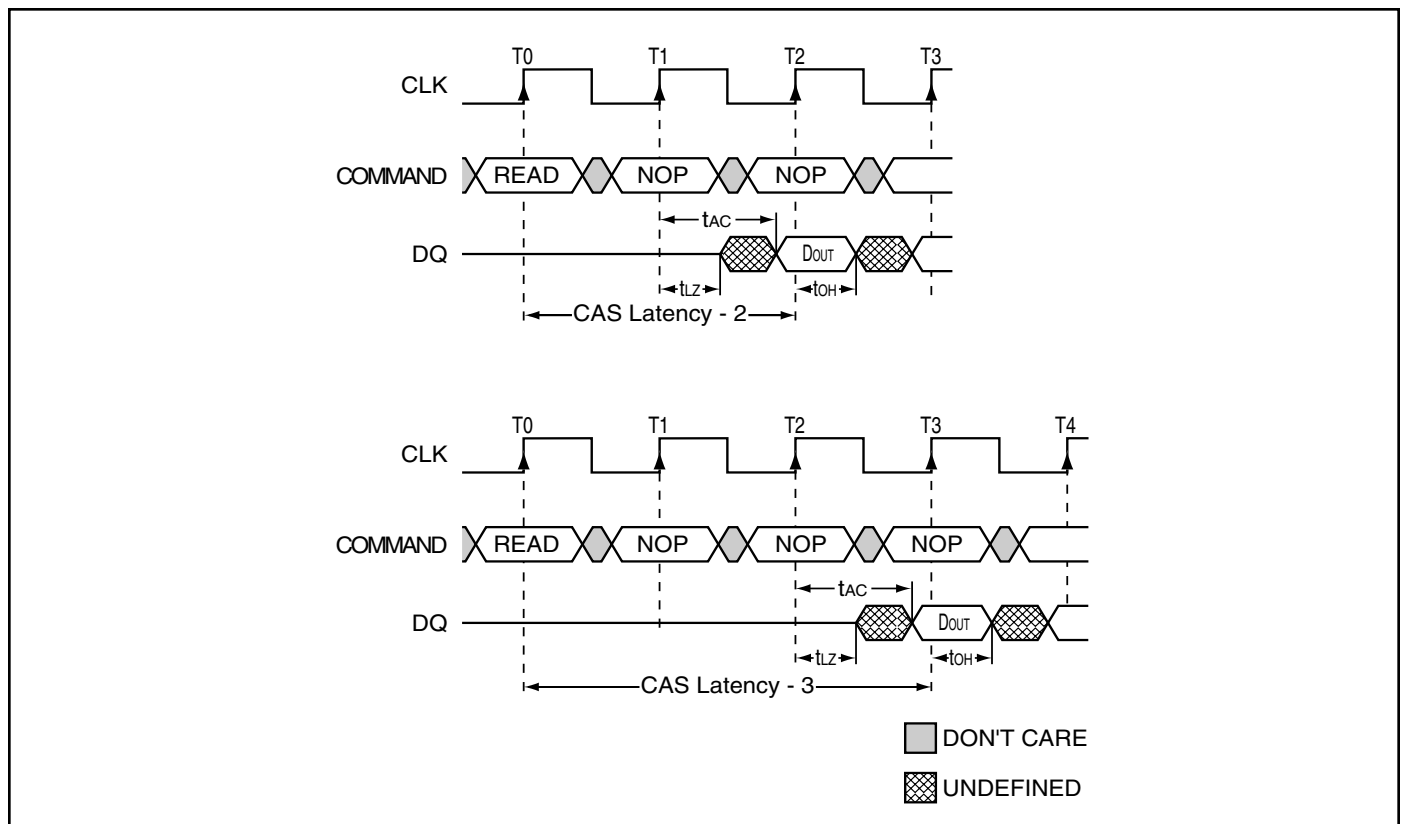 T0 T1 T2 T3
CLK
COMMAND READ NOP NOP
tAC
DQ DOUT
tLZ tOH
CAS Latency - 2
T0 T1 T2 T3 T4
CLK
COMMAND READ NOP NOP NOP
tAC
DQ DOUT
tLZ tOH
CAS Latency - 3
DON'T CARE
UNDEFINED